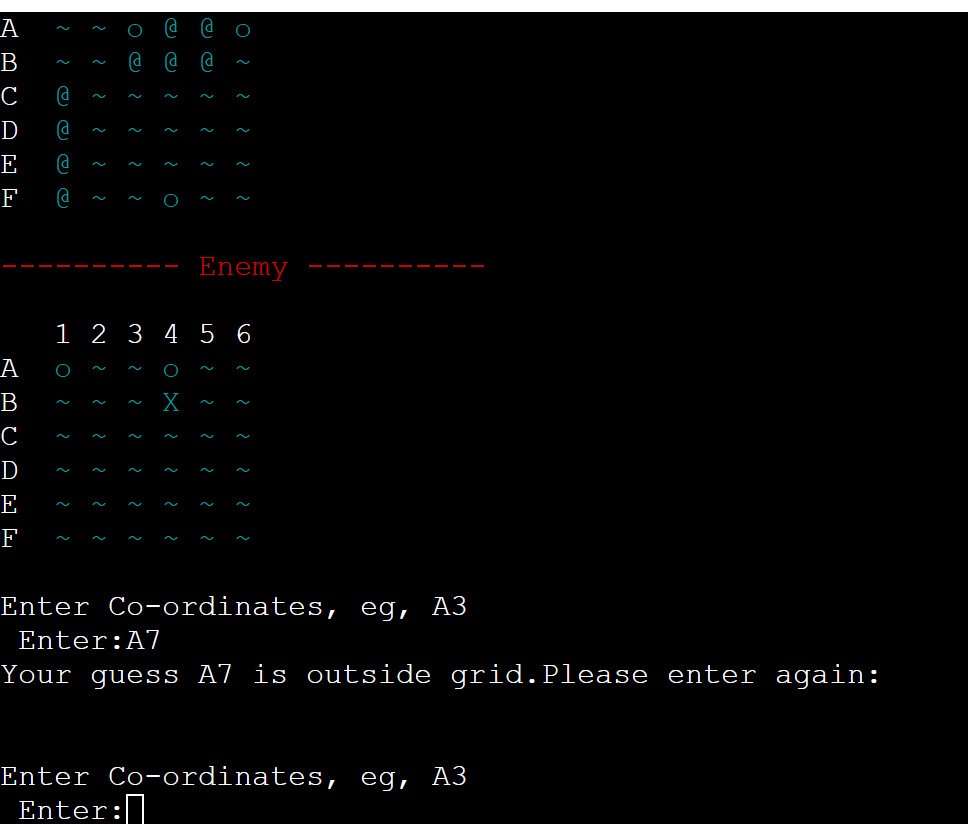 A ~ ~ o @ @ o
B ~ ~ @ @ @ ~
C @ ~ ~ ~ ~ ~
D @ ~ ~ ~ ~ ~
E @ ~ ~ ~ ~ ~
F @ ~ ~ o ~ ~
---------- Enemy ----------
1 2 3 4 5 6
A o ~ ~ o ~ ~
B ~ ~ ~ X ~ ~
C ~ ~ ~ ~ ~ ~
D ~ ~ ~ ~ ~ ~
E ~ ~ ~ ~ ~ ~
F ~ ~ ~ ~ ~ ~
Enter Co-ordinates, eg, A3
Enter:A7
Your guess A7 is outside grid.Please enter again:
Enter Co-ordinates, eg, A3
Enter: